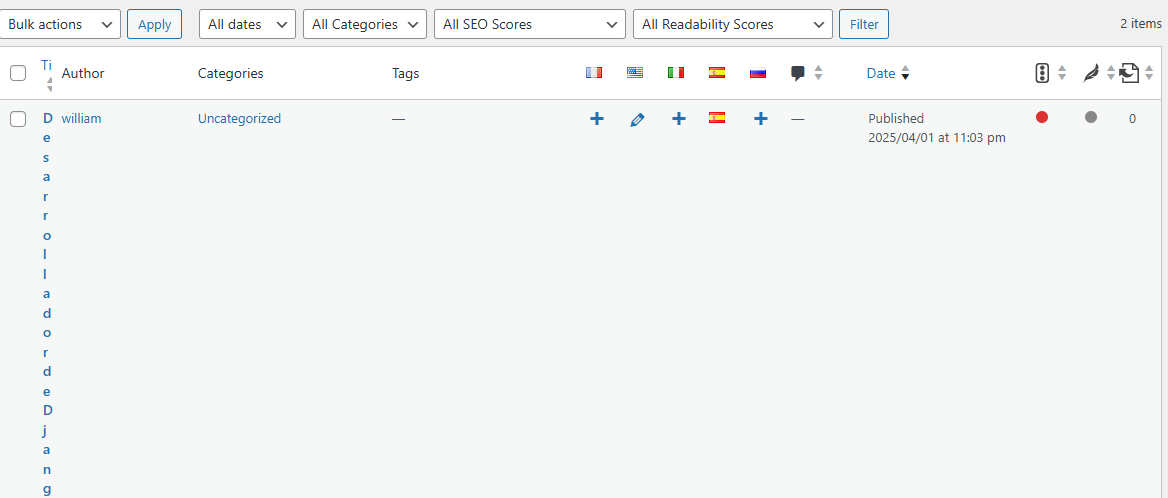 Bulk actions Apply All dates All Categories All SEO Scores All Readability Scores Filter 2 items
Ti Author Categories Tags Date
D william Uncategorized — — Published 0
e 2025/04/01 at 11:03 pm
s
a
r
r
o
l
l
a
d
o
r
d
e
D
j
a
n
g